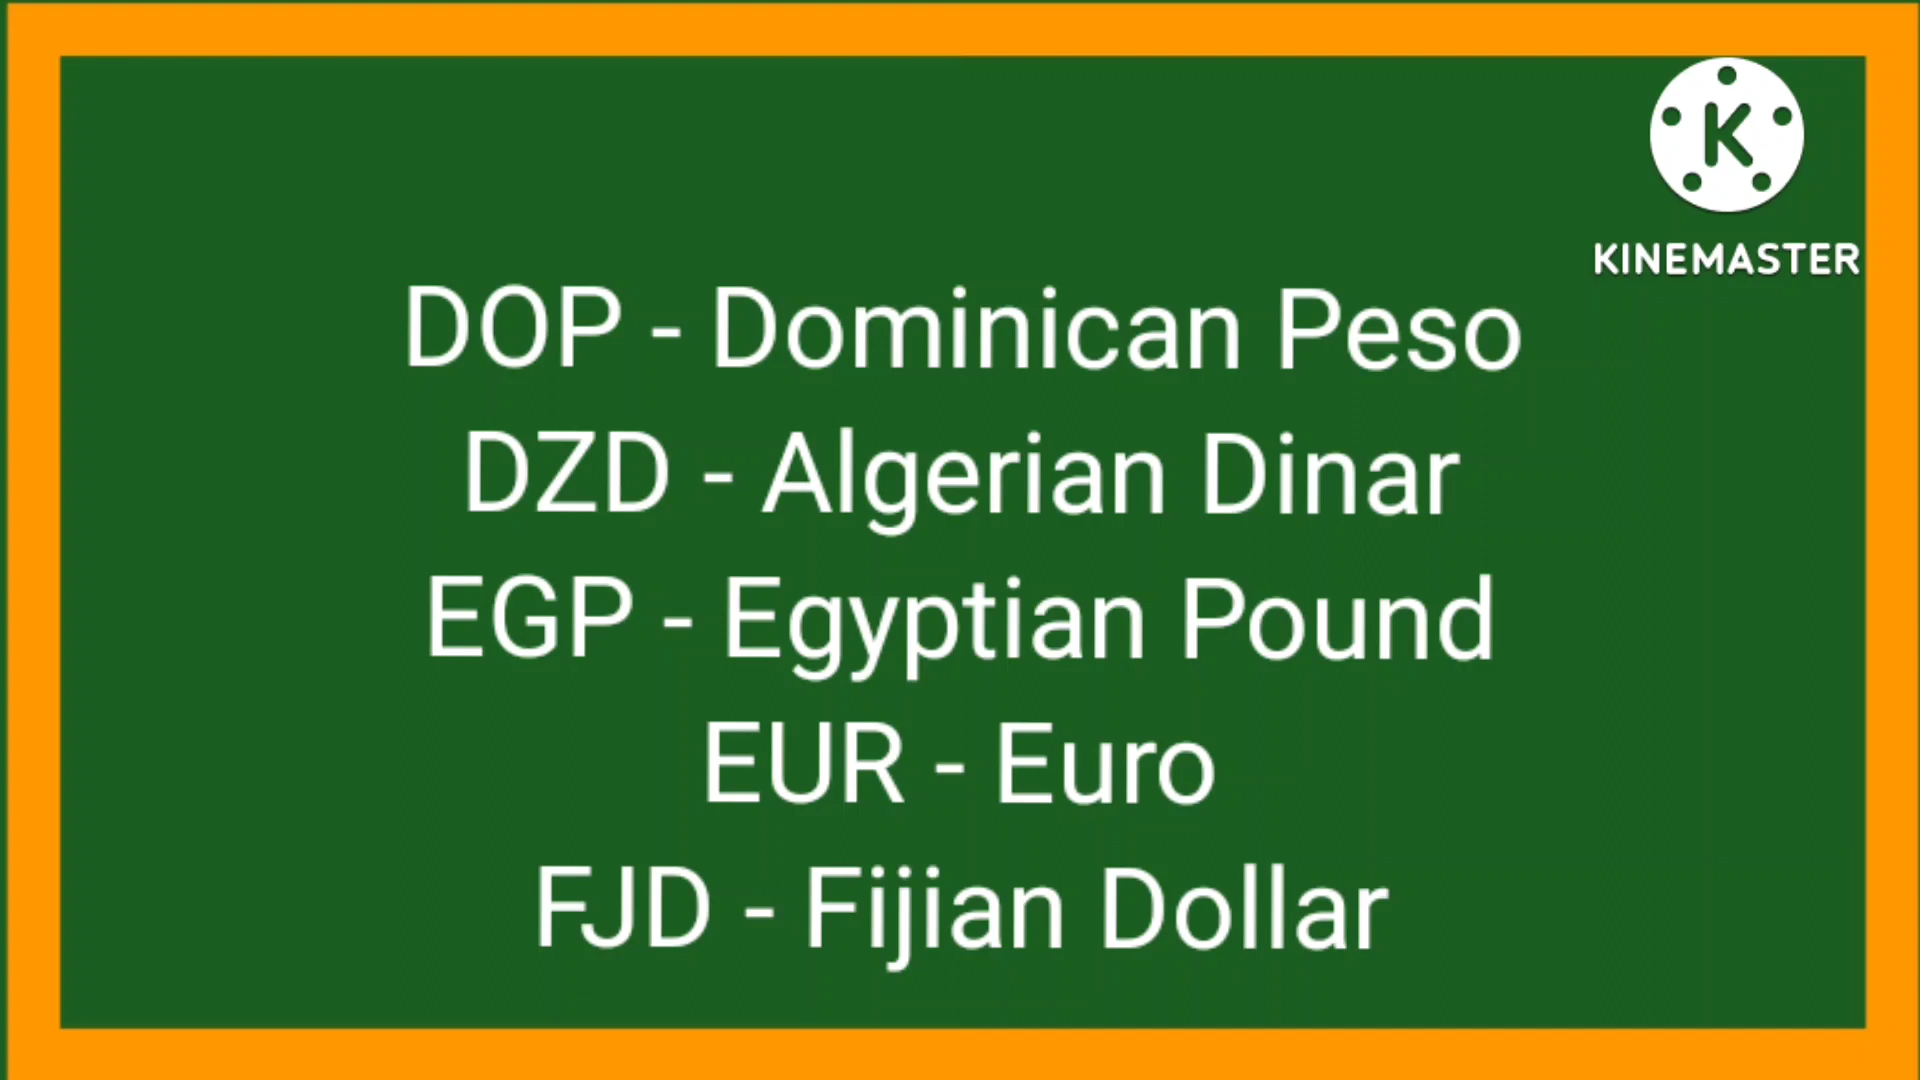 K
KINEMASTER
DOP - Dominican Peso
DZD - Algerian Dinar
EGP - Egyptian Pound
EUR - Euro
FJD - Fijian Dollar